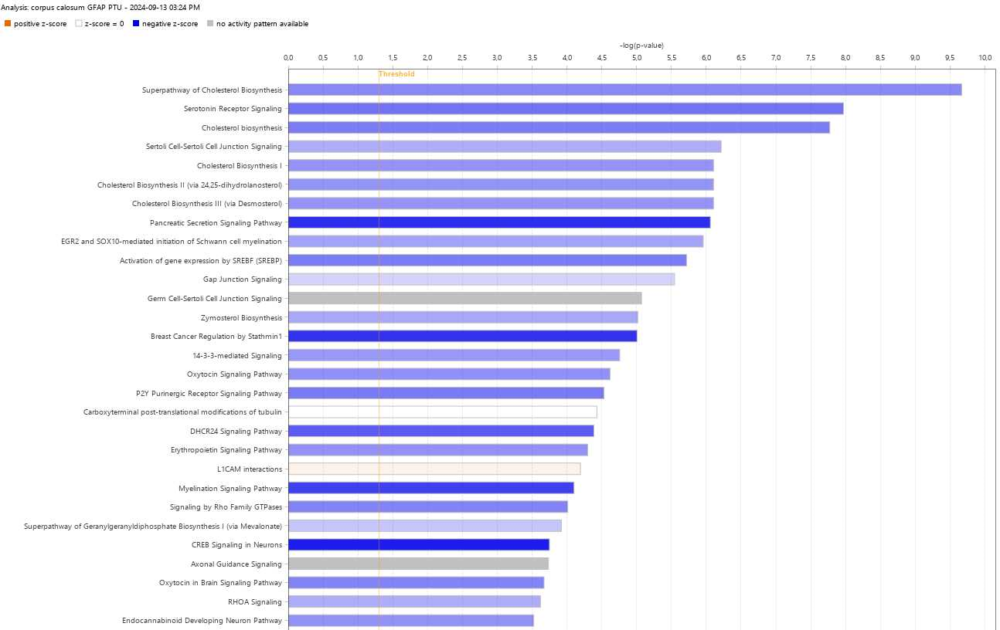 Analysis: corpus calosum GFAP PTU - 2024-09-13 03:24 PM
positive z-score z-score = 0 negative z-score no activity pattern available
-log(p-value)
0,0 0,5 1,0 1,5 2,0 2,5 3,0 3,5 4,0 4,5 5,0 5,5 6,0 6,5 7,0 7,5 8,0 8,5 9,0 9,5 10,0
Threshold
Superpathway of Cholesterol Biosynthesis
Serotonin Receptor Signaling
Cholesterol biosynthesis
Sertoli Cell-Sertoli Cell Junction Signaling
Cholesterol Biosynthesis I
Cholesterol Biosynthesis II (via 24,25-dihydrolanosterol)
Cholesterol Biosynthesis III (via Desmosterol)
Pancreatic Secretion Signaling Pathway
EGR2 and SOX10-mediated initiation of Schwann cell myelination
Activation of gene expression by SREBF (SREBP)
Gap Junction Signaling
Germ Cell-Sertoli Cell Junction Signaling
Zymosterol Biosynthesis
Breast Cancer Regulation by Stathmin1
14-3-3-mediated Signaling
Oxytocin Signaling Pathway
P2Y Purinergic Receptor Signaling Pathway
Carboxyterminal post-translational modifications of tubulin
DHCR24 Signaling Pathway
Erythropoietin Signaling Pathway
L1CAM interactions
Myelination Signaling Pathway
Signaling by Rho Family GTPases
Superpathway of Geranylgeranyldiphosphate Biosynthesis I (via Mevalonate)
CREB Signaling in Neurons
Axonal Guidance Signaling
Oxytocin in Brain Signaling Pathway
RHOA Signaling
Endocannabinoid Developing Neuron Pathway